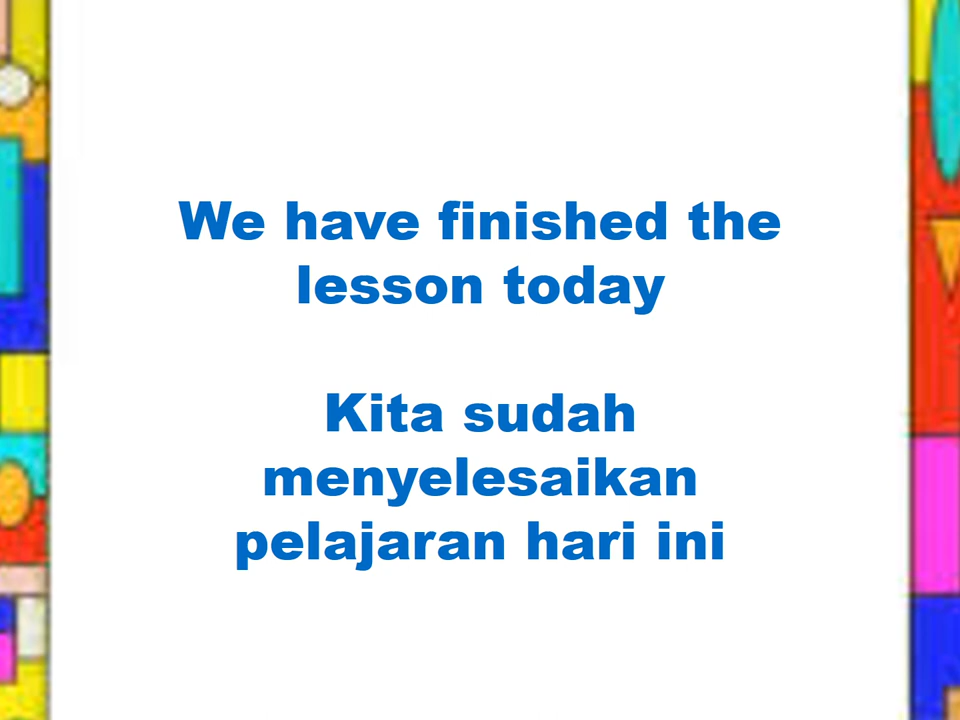 We have finished the
lesson today
Kita sudah
menyelesaikan
pelajaran hari ini